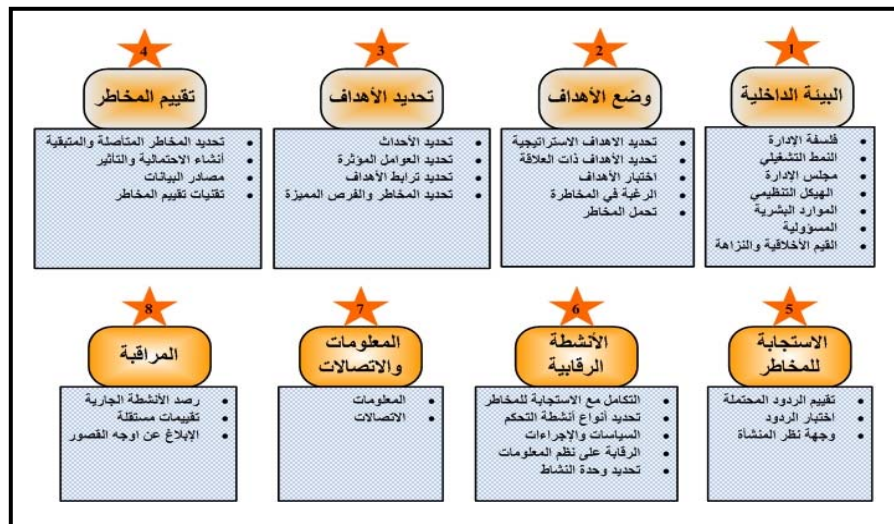 1
البيئة الداخلية
فلسفة الإدارة
النمط التشغيلي
مجلس الإدارة
الهيكل التنظيمي
الموارد البشرية
المسؤولية
القيم الأخلاقية والنزاهة
2
وضع الأهداف
تحديد الاهداف الاستراتيجية
تحديد الأهداف ذات العلاقة
اختبار الأهداف
الرغبة في المخاطرة
تحمل المخاطر
3
تحديد الأهداف
تحديد الأحداث
تحديد العوامل المؤثرة
تحديد ترابط الأهداف
تحديد المخاطر والفرص المميزة
4
تقييم المخاطر
تحديد المخاطر المتأصلة والمتبقية
أنشاء الاحتمالية والتأثير
مصادر البيانات
تقنيات تقييم المخاطر
5
الاستجابة
للمخاطر
تقييم الردود المحتملة
اختبار الردود
وجهة نظر المنشأة
6
الأنشطة
الرقابية
التكامل مع الاستجابة للمخاطر
تحديد أنواع أنشطة التحكم
السياسات والإجراءات
الرقابة على نظم المعلومات
تحديد وحدة النشاط
7
المعلومات
والاتصالات
المعلومات
الاتصالات
8
المراقبة
رصد الأنشطة الجارية
تقييمات مستقلة
الإبلاغ عن اوجه القصور